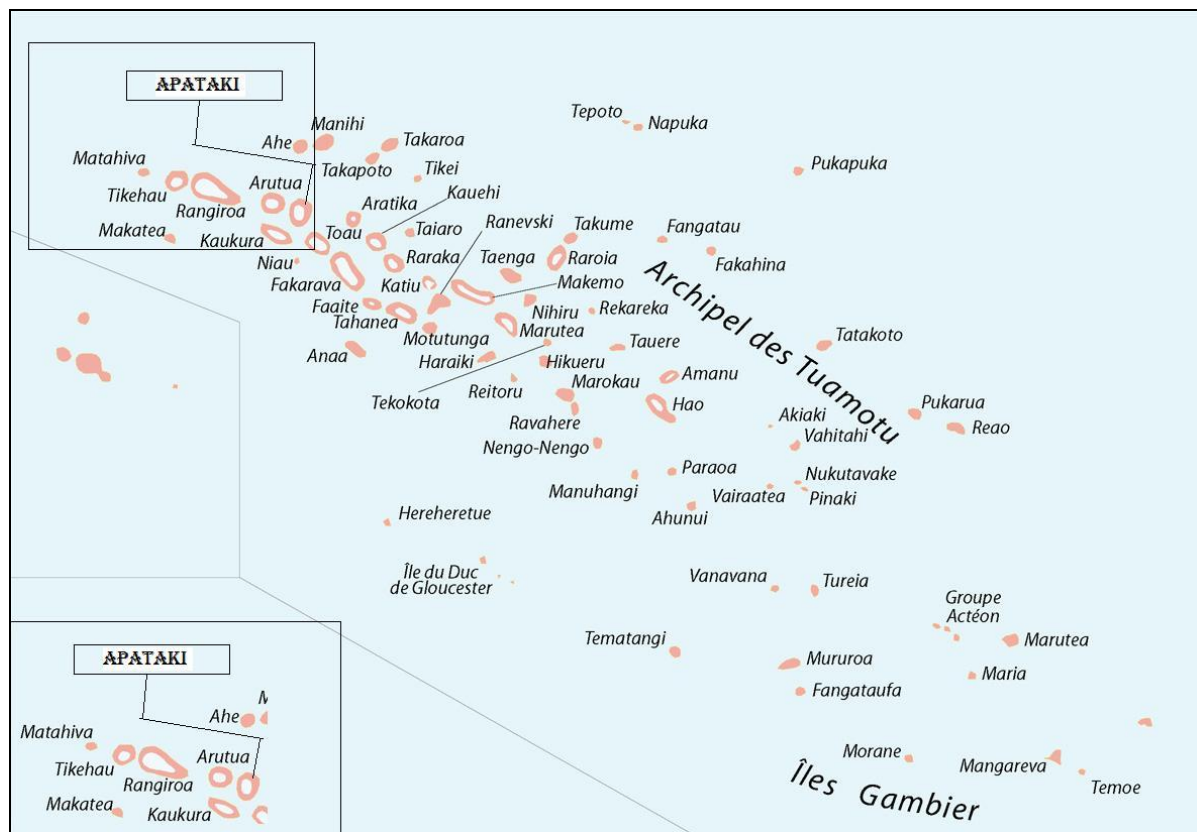 APATAKI
Tepoto
Napuka
Manihi
Ahe
Takaroa
Matahiva
Takapoto
Tikei
Pukapuka
Tikehau
Arutua
Kauehi
Rangiroa
Aratika
Ranevski
Makatea
Kaukura
Toau
Taiaro
Takume
Fangatau
Niau
Raraka
Taenga
Raroia
Fakahina
Fakarava
Katiu
Makemo
Archipel des Tuamotu
Faaite
Tahanea
Nihiru
Rekareka
Motutunga
Marutea
Tatakoto
Anaa
Haraiki
Hikueru
Tauere
Tekokota
Reitoru
Marokau
Amanu
Hao
Pukarua
Ravahere
Akiaki
Reao
Nengo-Nengo
Vahitahi
Paraoa
Nukutavake
Manuhangi
Vairaatea
Pinaki
Ahunui
Hereheretue
Île du Duc
de Gloucester
Vanavana
Tureia
Groupe
Actéon
Tematangi
Marutea
Mururoa
Maria
Fangataufa
Morane
Mangareva
Temoe
Îles Gambier
APATAKI
M
Ahe
Matahiva
Arutua
Tikehau
Rangiroa
Makatea
Kaukura